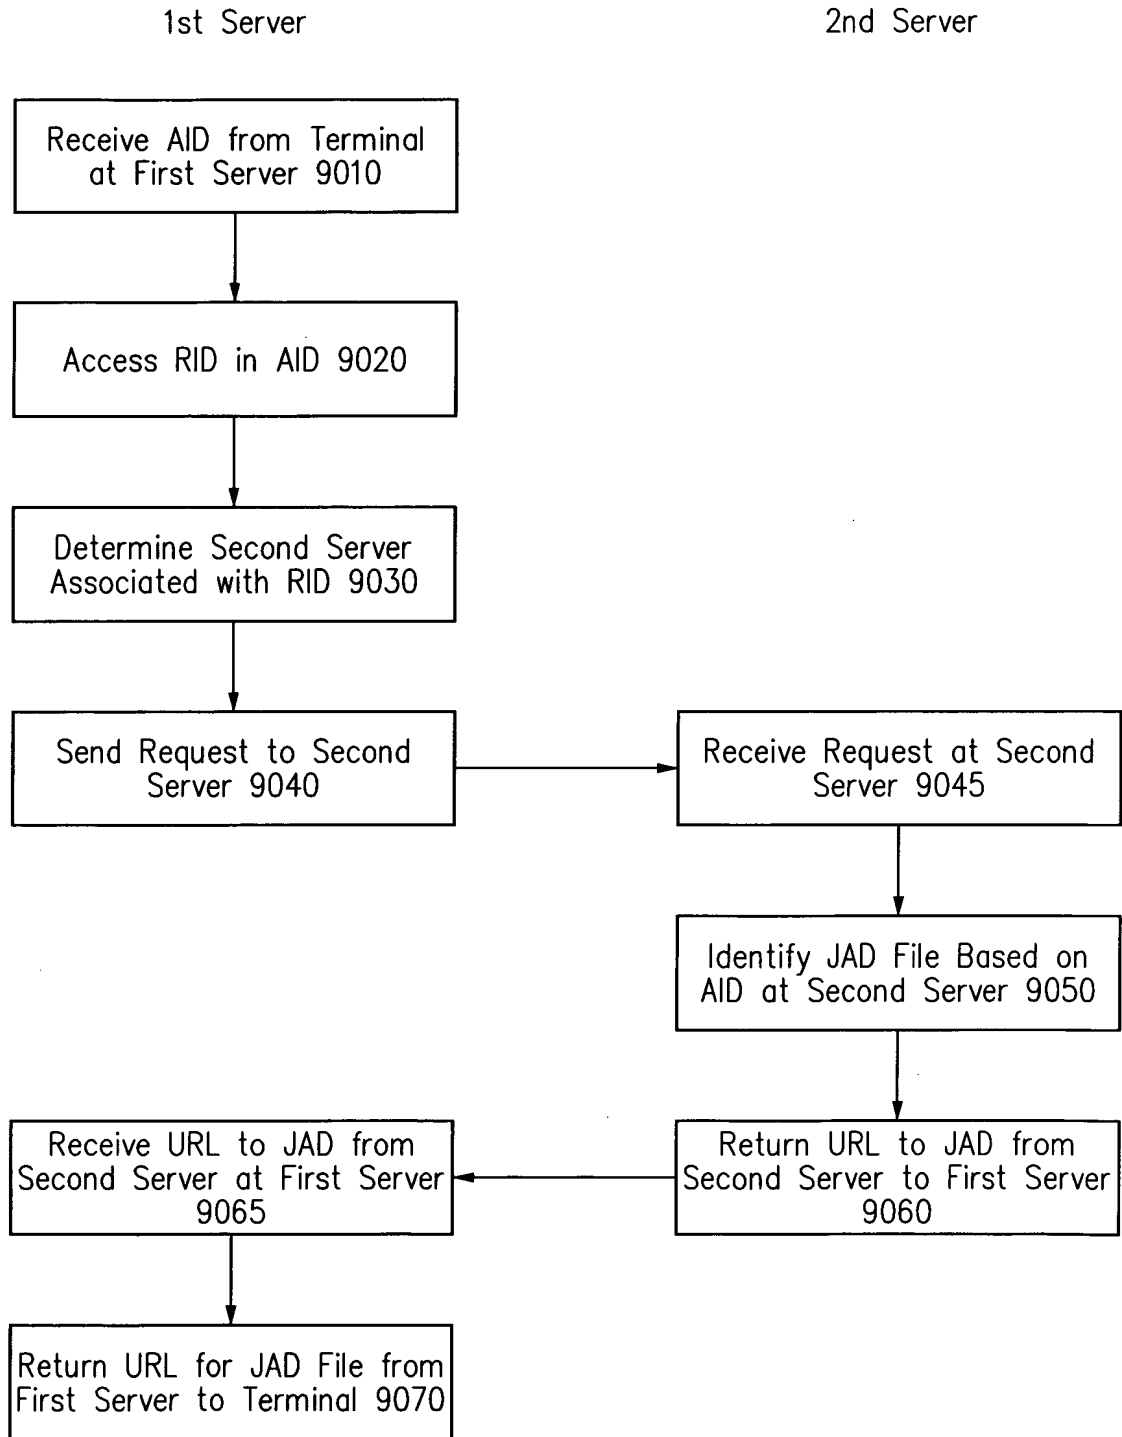 1st Server
2nd Server
Receive AID from Terminal
at First Server 9010
Access RID in AID 9020
Determine Second Server
Associated with RID 9030
Send Request to Second
Server 9040
Receive Request at Second
Server 9045
Identify JAD File Based on
AID at Second Server 9050
Return URL to JAD from
Second Server to First Server
9060
Receive URL to JAD from
Second Server at First Server
9065
Return URL for JAD File from
First Server to Terminal 9070